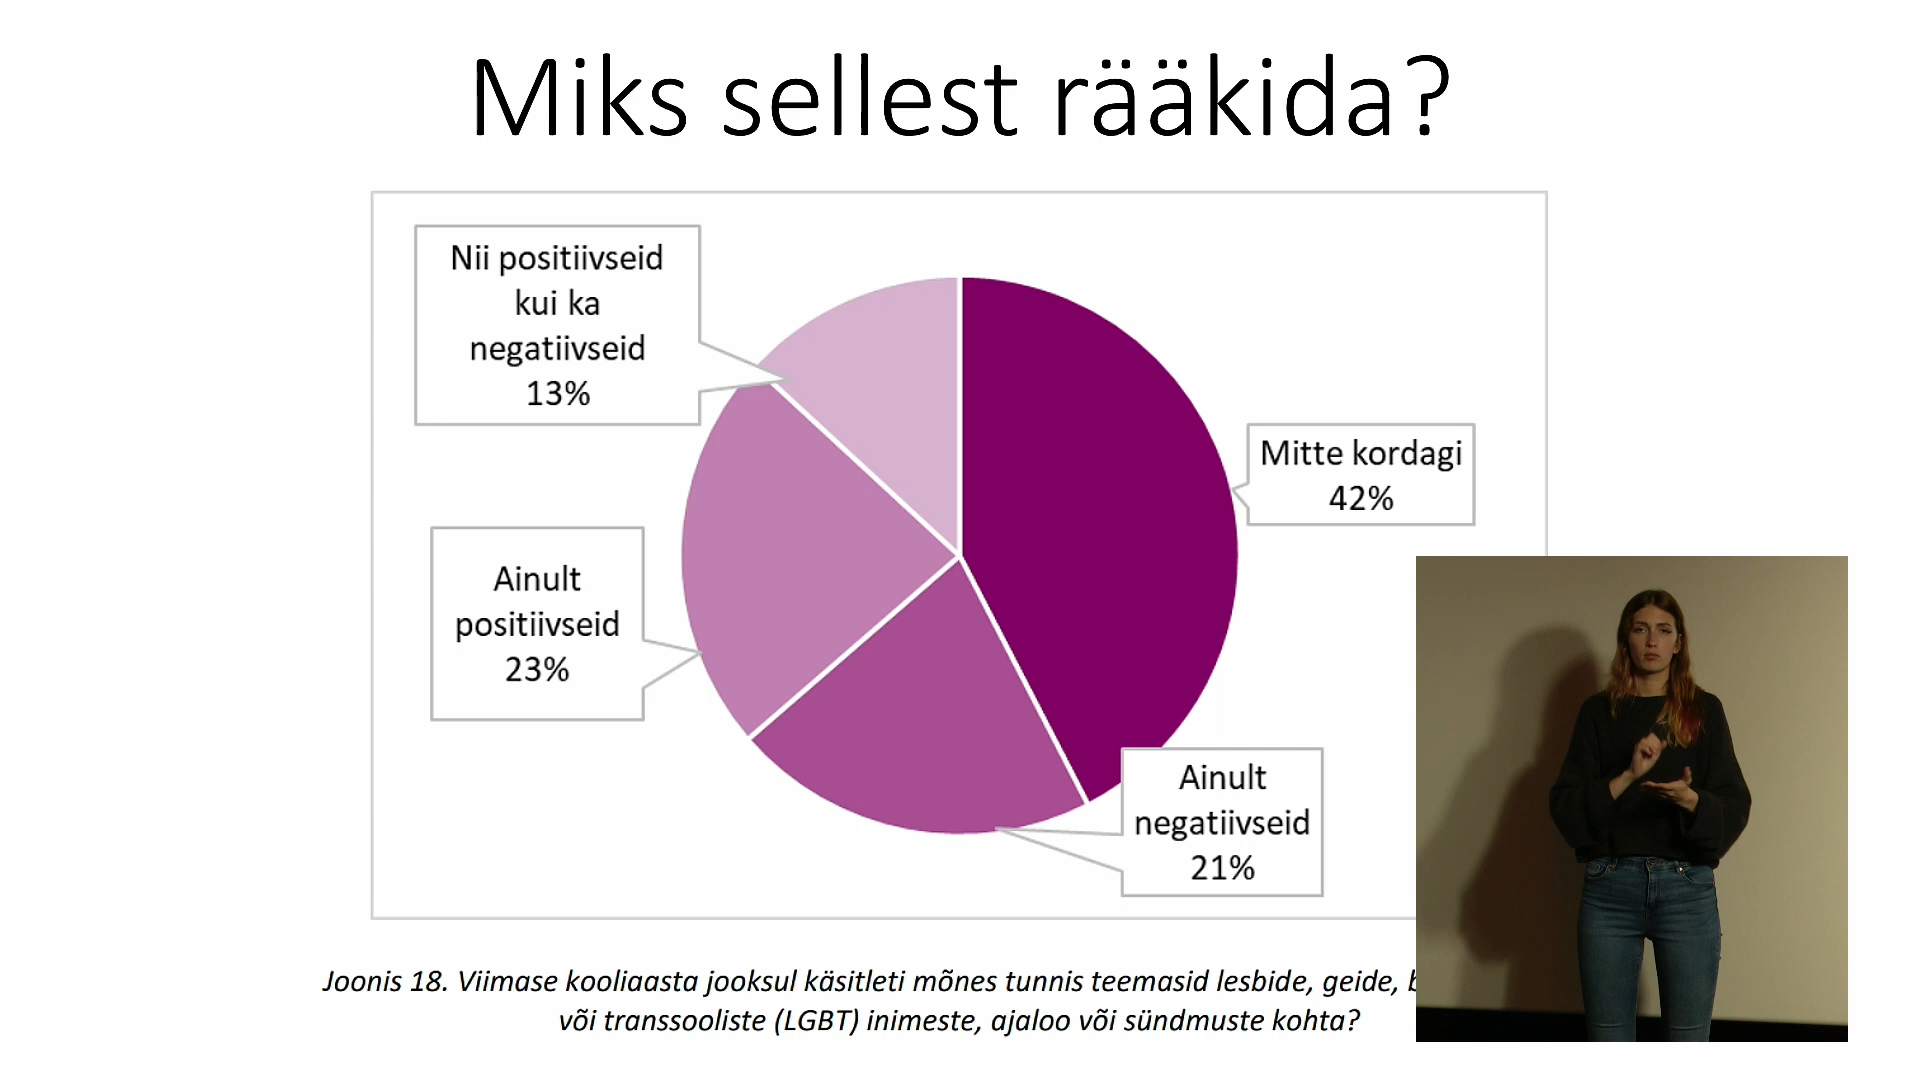 Miks sellest rääkida?
Nii positiivseid
kui ka
negatiivseid
13%
Mitte kordagi
42%
Ainult
positiivseid
23%
Ainult
negatiivseid
21%
Joonis 18. Viimase kooliaasta jooksul käsitleti mõnes tunnis teemasid lesbide, geide,
või transsooliste (LGBT) inimeste, ajaloo või sündmuste kohta?